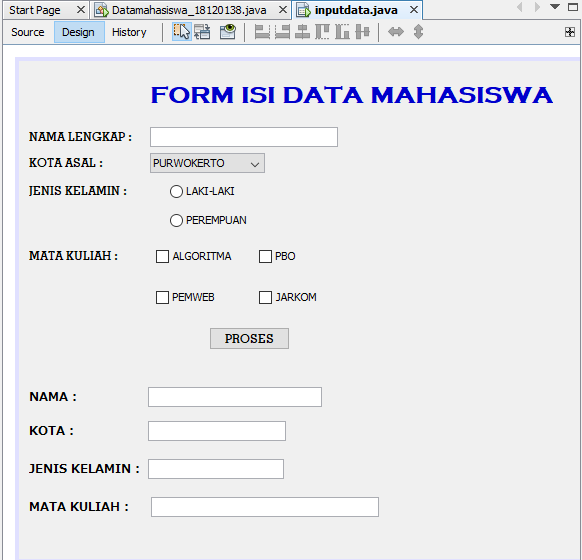 Start Page Datamahasiswa_18120138.java inputdata.java
Source Design History
FORM ISI DATA MAHASISWA
NAMA LENGKAP :
KOTA ASAL : PURWOKERTO
JENIS KELAMIN : LAKI-LAKI
PEREMPUAN
MATA KULIAH : ALGORITMA PBO
PEMWEB JARKOM
PROSES
NAMA :
KOTA :
JENIS KELAMIN :
MATA KULIAH :